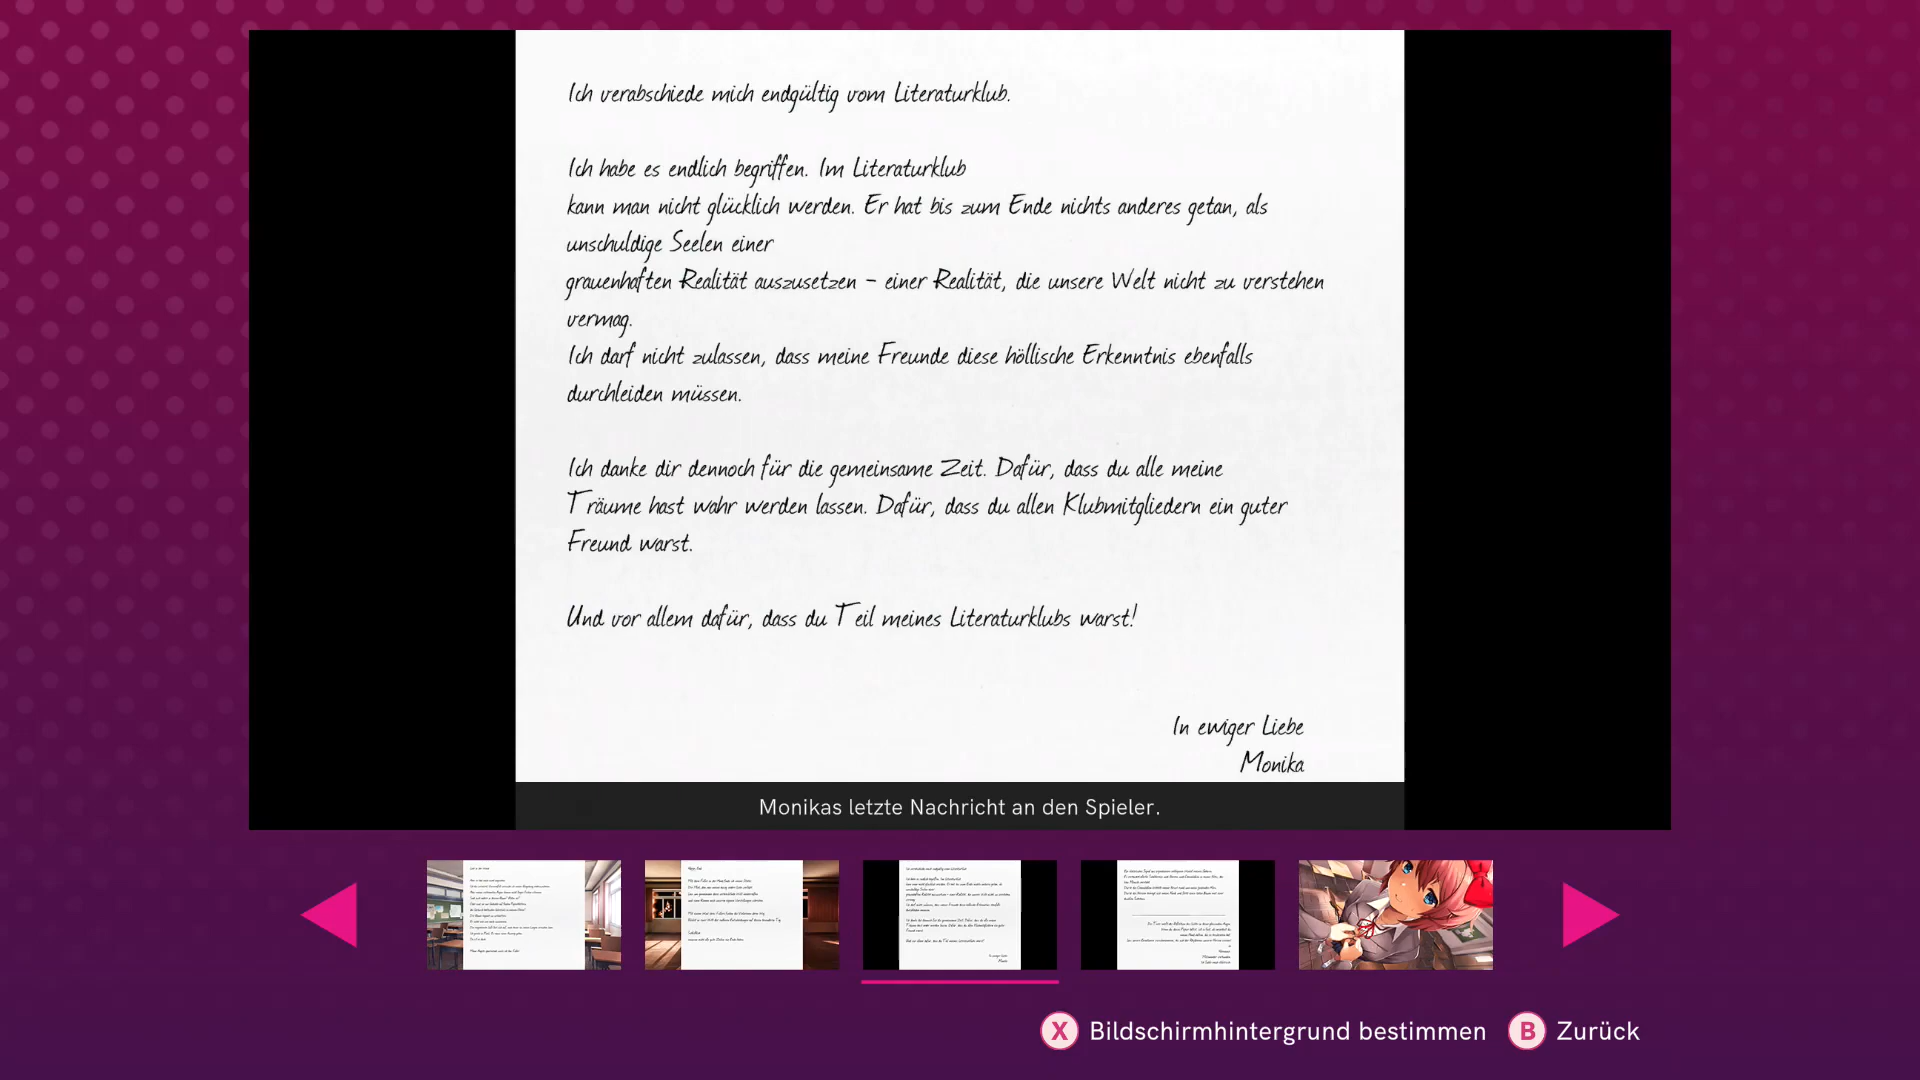 Ich verabschiede mich endgültig vom Literaturklub.
Ich habe es endlich begriffen. Im Literaturklub
kann man nicht glücklich werden. Er hat bis zum Ende nichts anderes getan, als
unschuldige Seelen einer
grauenhaften Realität auszusetzen – einer Realität, die unsere Welt nicht zu verstehen
vermag.
Ich darf nicht zulassen, dass meine Freunde diese höllische Erkenntnis ebenfalls
durchleiden müssen.
Ich danke dir dennoch für die gemeinsame Zeit. Dafür, dass du alle meine
Träume hast wahr werden lassen. Dafür, dass du allen Klubmitgliedern ein guter
Freund warst.
Und vor allem dafür, dass du Teil meines Literaturklubs warst!
In ewiger Liebe
Monika
Monikas letzte Nachricht an den Spieler.
X Bildschirmhintergrund bestimmen B Zurück